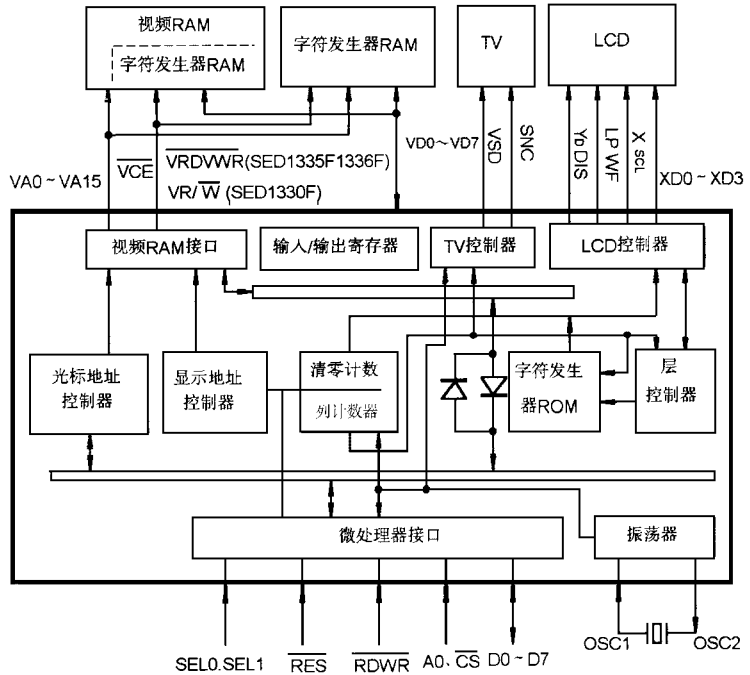 视频RAM
字符发生器RAM
字符发生器RAM
TV
LCD
VA0~VA15
VCE
VRDVWR(SED1335F1336F)
VR/W (SED1330F)
VD0~VD7
VSD
SNC
YD DIS
LP WF
X SCL
XD0~XD3
视频RAM接口
输入/输出寄存器
TV控制器
LCD控制器
光标地址
控制器
显示地址
控制器
清零计数
列计数器
字符发生
器ROM
层
控制器
微处理器接口
振荡器
SEL0.SEL1
RES
RDWR
A0、CS
D0~D7
OSC1
OSC2